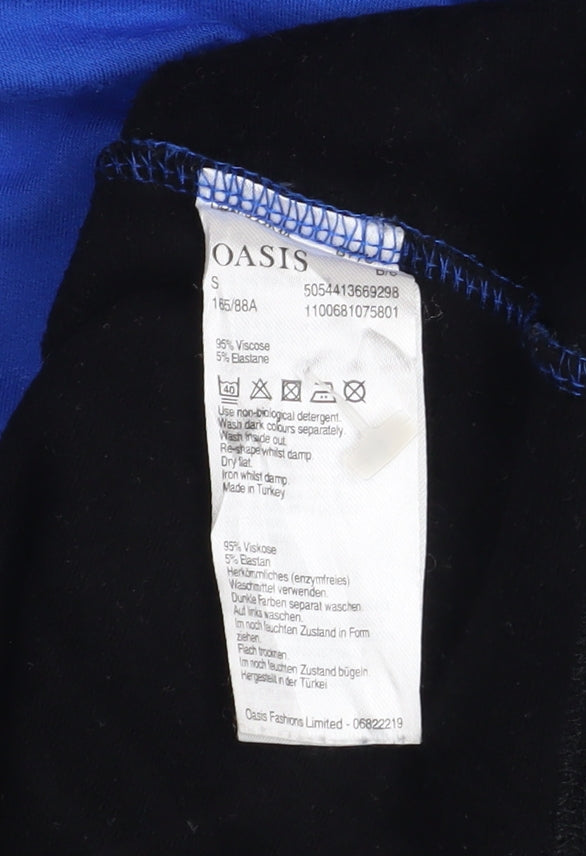 OASIS
S 5054413669298
165/88A 1100681075801
95% Viscose
5% Elastane
40
Use non-biological detergent.
Wash dark colours separately.
Wash inside out.
Re-shape whilst damp.
Dry flat.
Iron whilst damp.
Made in Turkey
95% Viskose
5% Elastan
Herkömmliches (enzymfreies)
Waschmittel verwenden.
Dunkle Farben separat waschen.
Auf links waschen.
Im noch feuchten Zustand in Form
ziehen.
Flach trocknen.
Im noch feuchten Zustand bügeln.
Hergestellt in der Türkei
Oasis Fashions Limited - 06822219